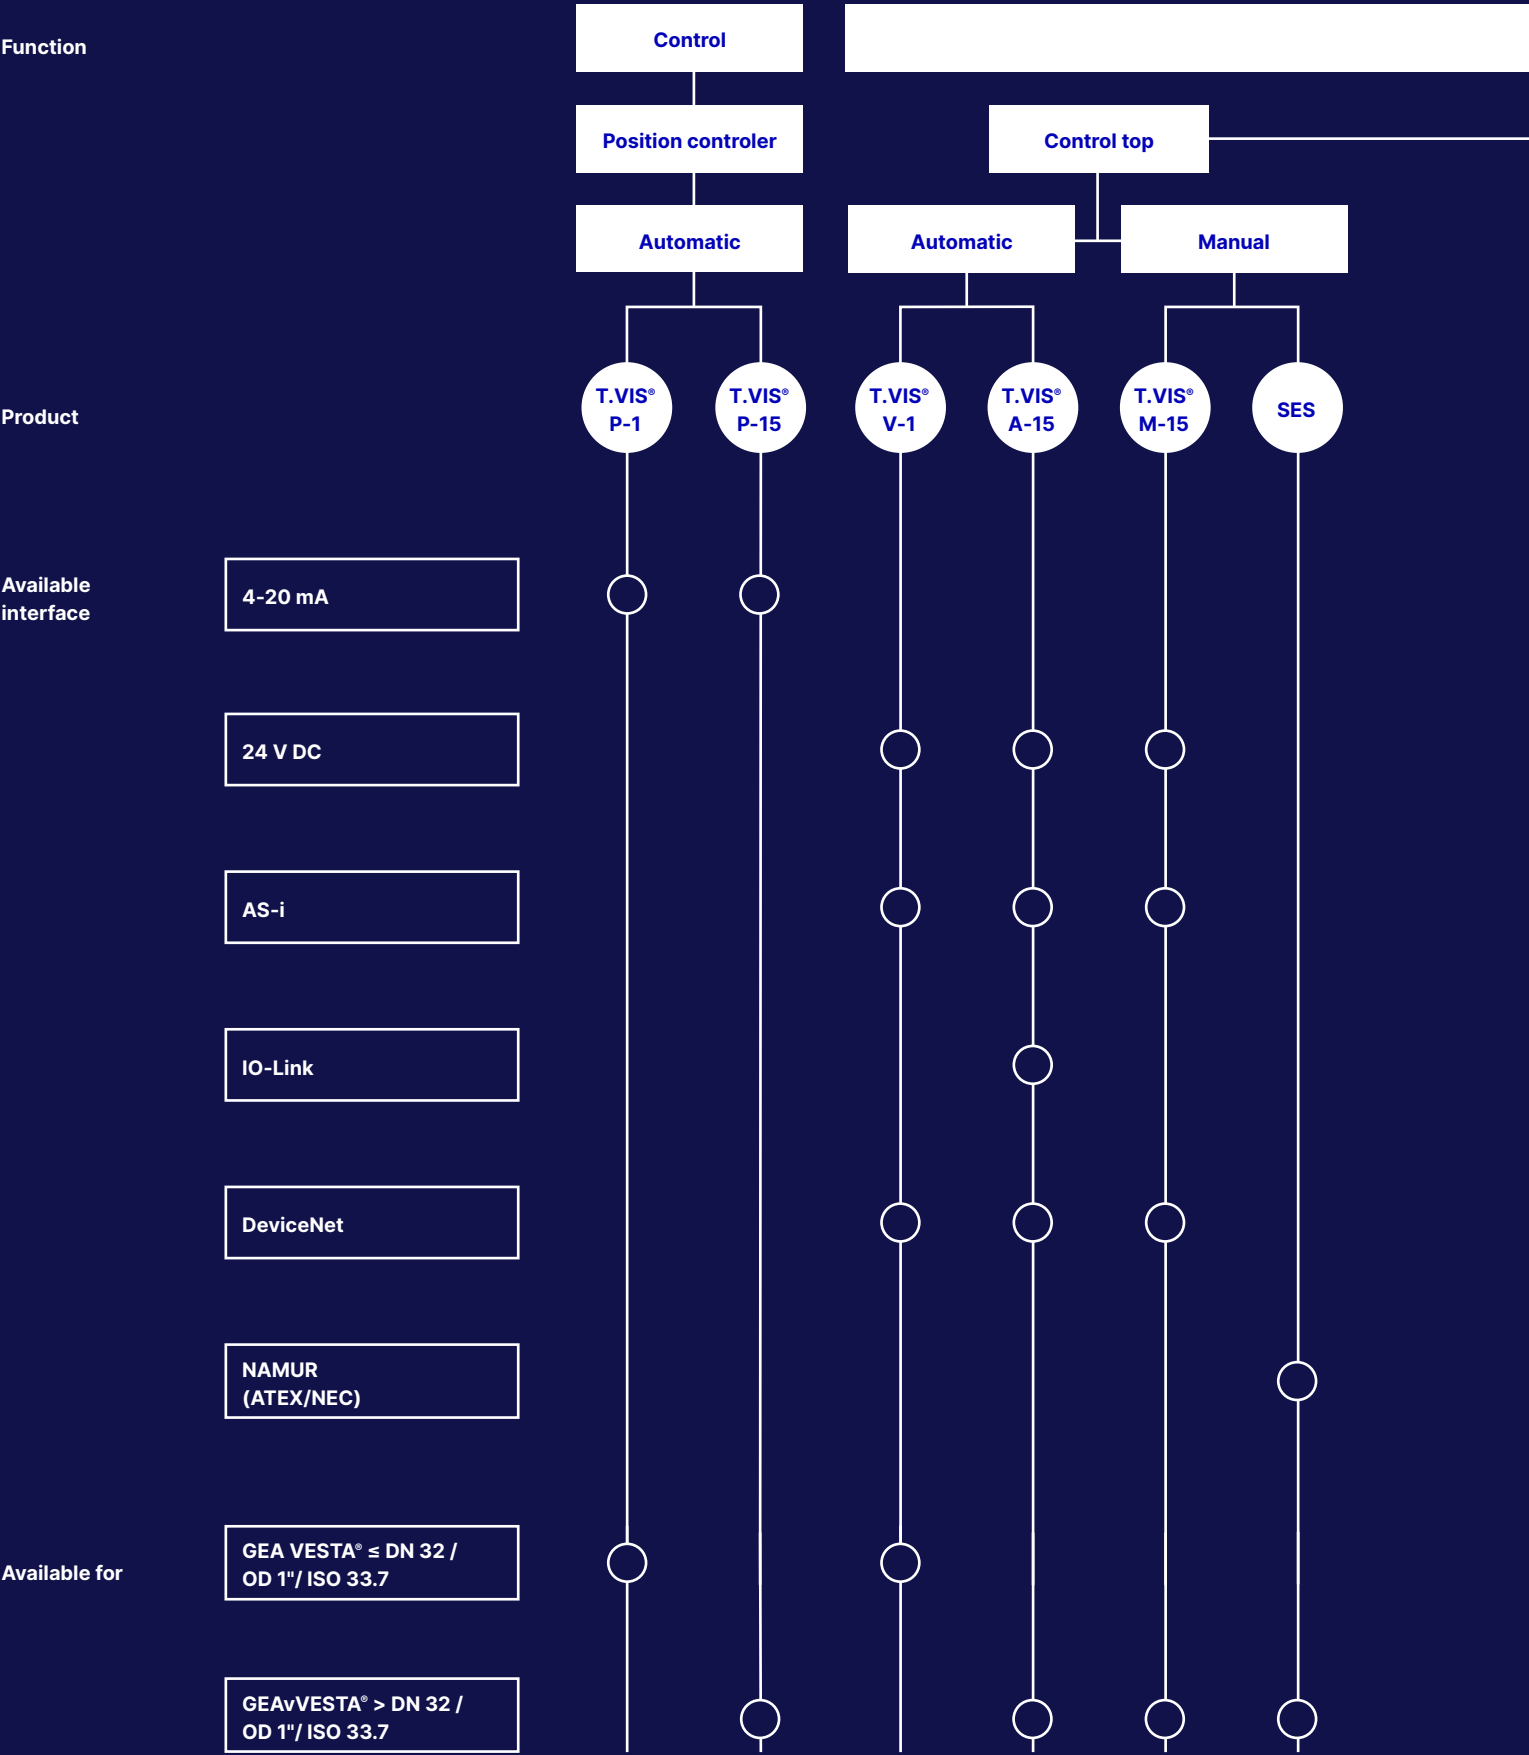 Function
Control
Position controler
Control top
Automatic
Automatic
Manual
Product
T.VIS®
P-1
T.VIS®
P-15
T.VIS®
V-1
T.VIS®
A-15
T.VIS®
M-15
SES
Available
interface
4-20 mA
24 V DC
AS-i
IO-Link
DeviceNet
NAMUR
(ATEX/NEC)
Available for
GEA VESTA® ≤ DN 32 /
OD 1"/ ISO 33.7
GEAvVESTA® > DN 32 /
OD 1"/ ISO 33.7